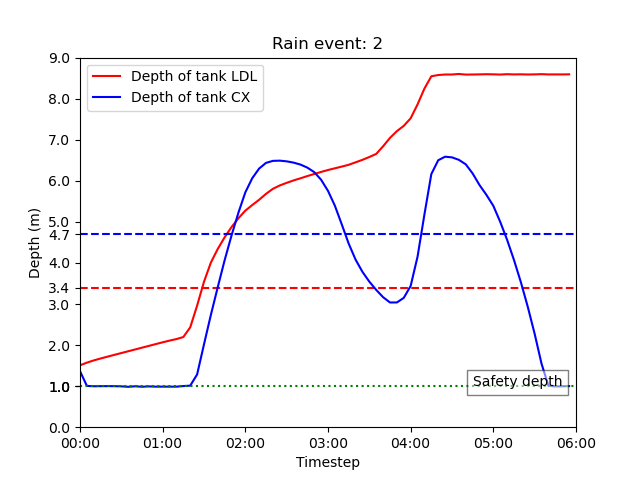 Rain event: 2
Depth of tank LDL
Depth of tank CX
9.0
8.0
7.0
6.0
5.0
4.7
4.0
3.4
3.0
2.0
1.0
0.0
Depth (m)
Safety depth
00:00 01:00 02:00 03:00 04:00 05:00 06:00
Timestep